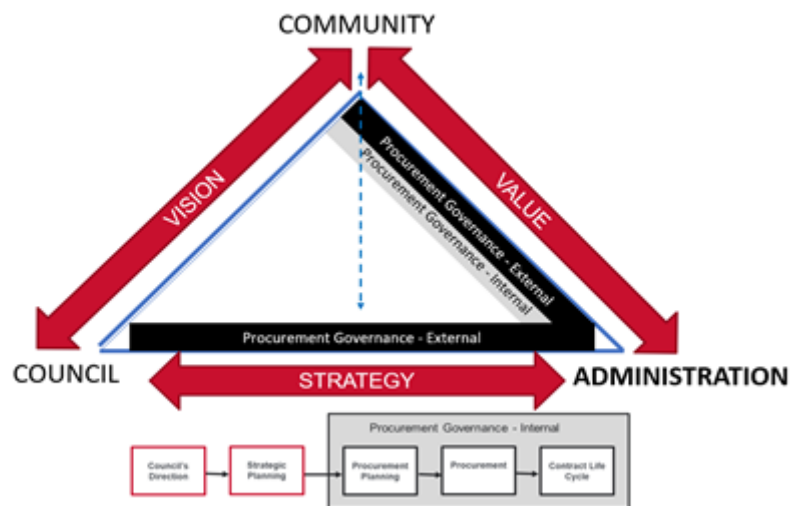 COMMUNITY
VISION
VALUE
Procurement Governance - External
Procurement Governance - Internal
Procurement Governance - External
COUNCIL
STRATEGY
ADMINISTRATION
Procurement Governance - Internal
Council's
Direction
Strategic
Planning
Procurement
Planning
Procurement
Contract Life
Cycle